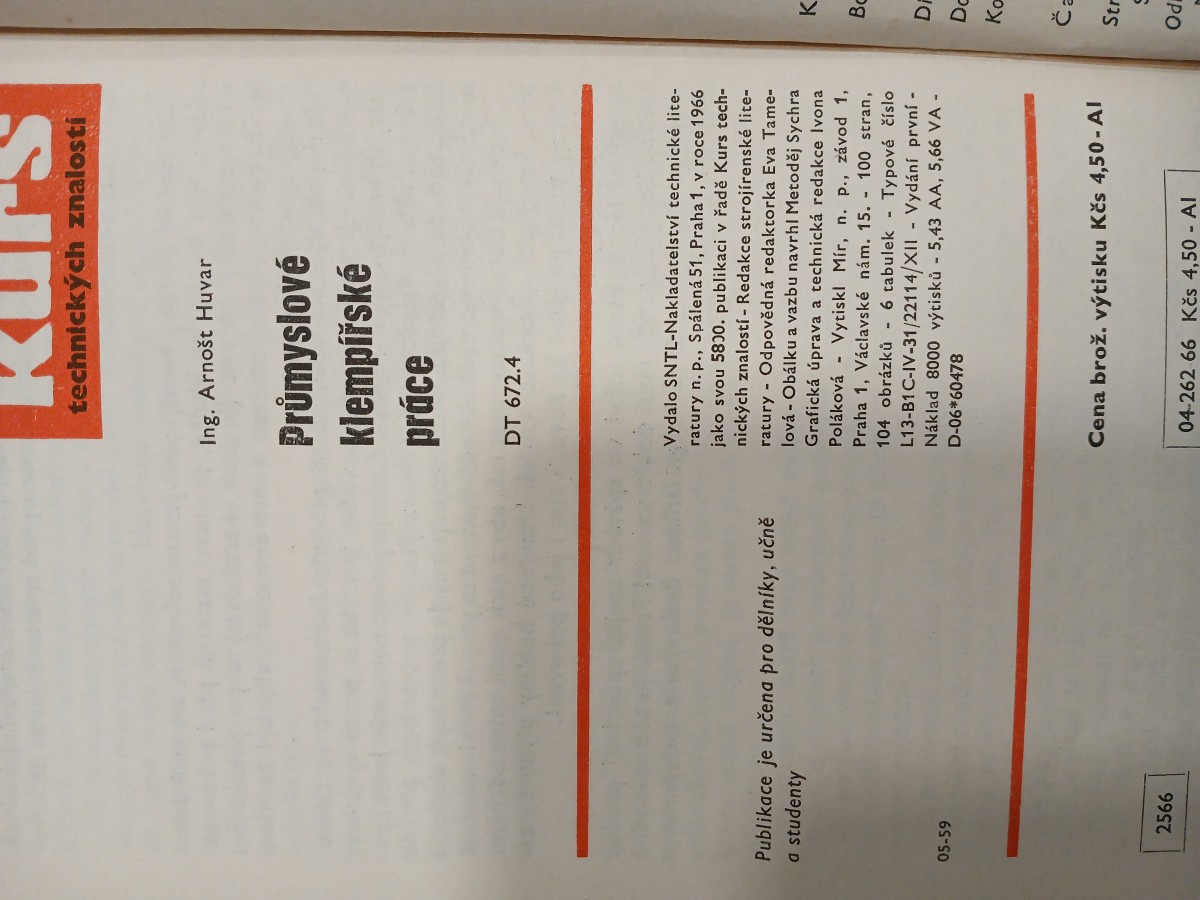 kurs
technických znalostí
Ing. Arnošt Huvar
Průmyslové
klempířské
práce
DT 672.4
Vydalo SNTL-Nakladatelství technické lite-
ratury n. p., Spálená 51, Praha 1, v roce 1966
jako svou 5800. publikaci v řadě Kurs tech-
nických znalostí - Redakce strojírenské lite-
ratury - Odpovědná redaktorka Eva Tame-
lová - Obálku a vazbu navrhl Metoděj Sychra
Grafická úprava a technická redakce Ivona
Poláková - Vytiskl Mír, n. p., závod 1,
Praha 1, Václavské nám. 15. - 100 stran,
104 obrázků - 6 tabulek - Typové číslo
L13-B1C-IV-31/22114/XII - Vydání první -
Náklad 8000 výtisků - 5,43 AA, 5,66 VA -
D-06*60478
Publikace je určena pro dělníky, učně
a studenty
05-59
Cena brož. výtisku Kčs 4,50 - AI
2566
04-262 66 Kčs 4,50 - AI